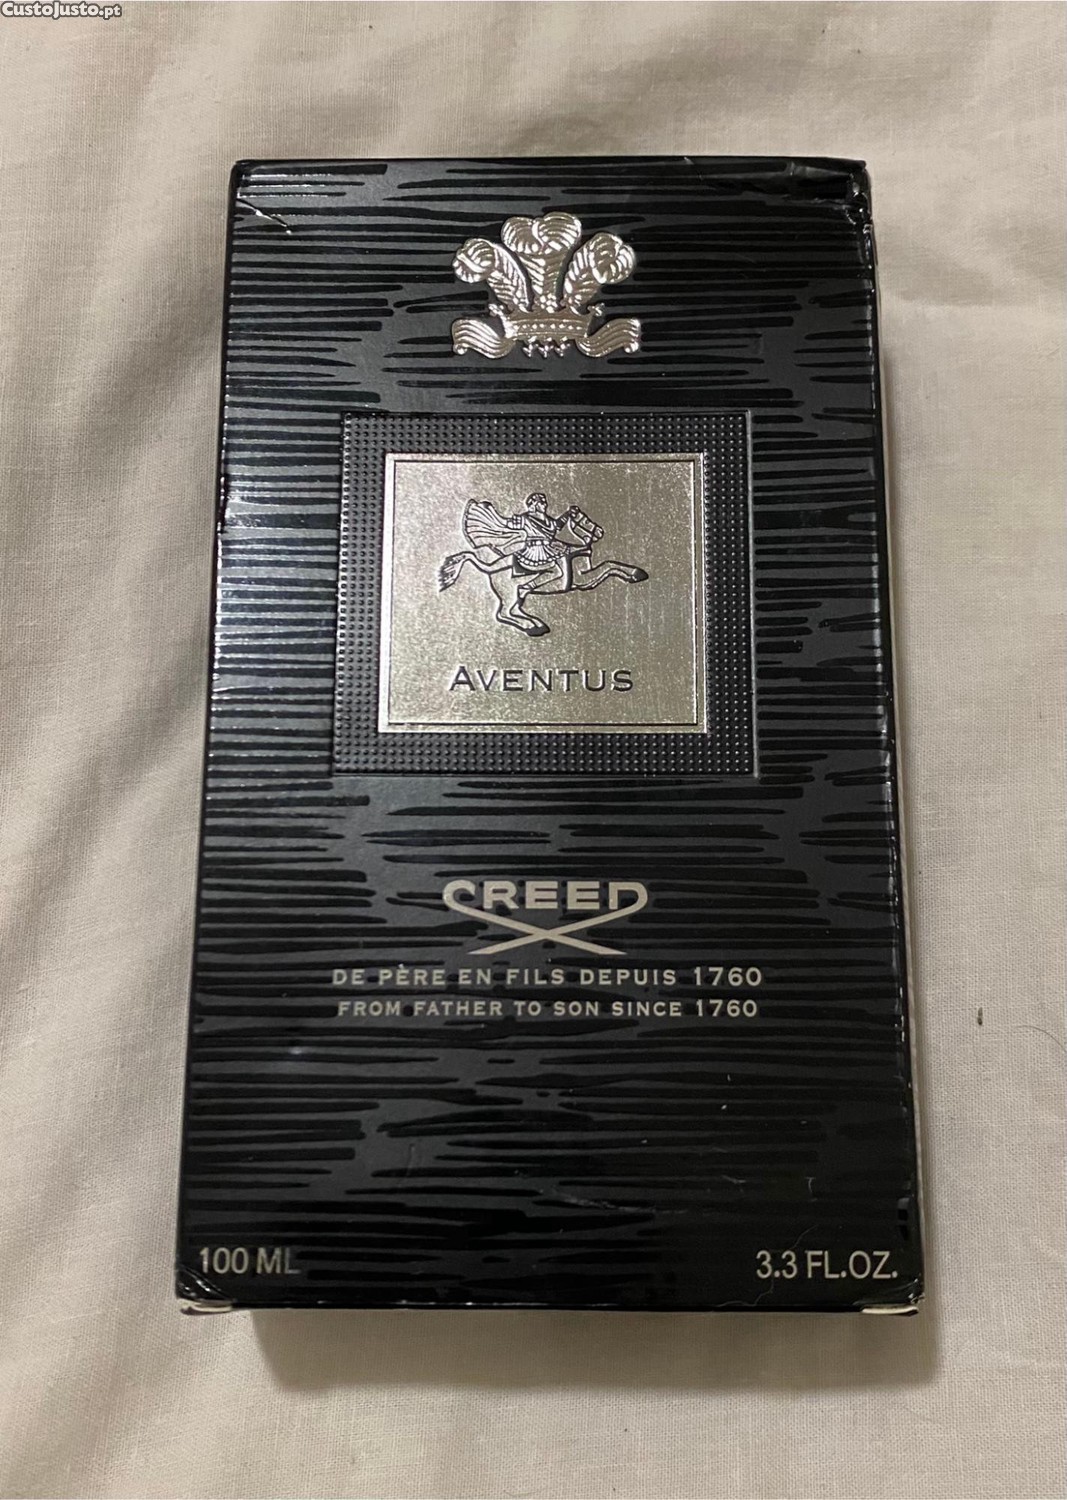 CustoJusto.pt
AVENTUS
CREED
DE PÈRE EN FILS DEPUIS 1760
FROM FATHER TO SON SINCE 1760
100 ML
3.3 FL.OZ.